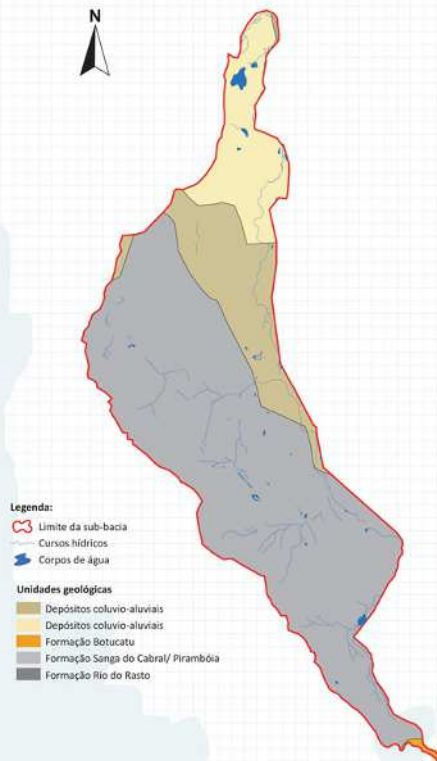 N
Legenda:
Limite da sub-bacia
Cursos hídricos
Corpos de água
Unidades geológicas
Depósitos coluvio-aluviais
Depósitos coluvio-aluviais
Formação Botucatu
Formação Sanga do Cabral/ Pirambóia
Formação Rio do Rasto